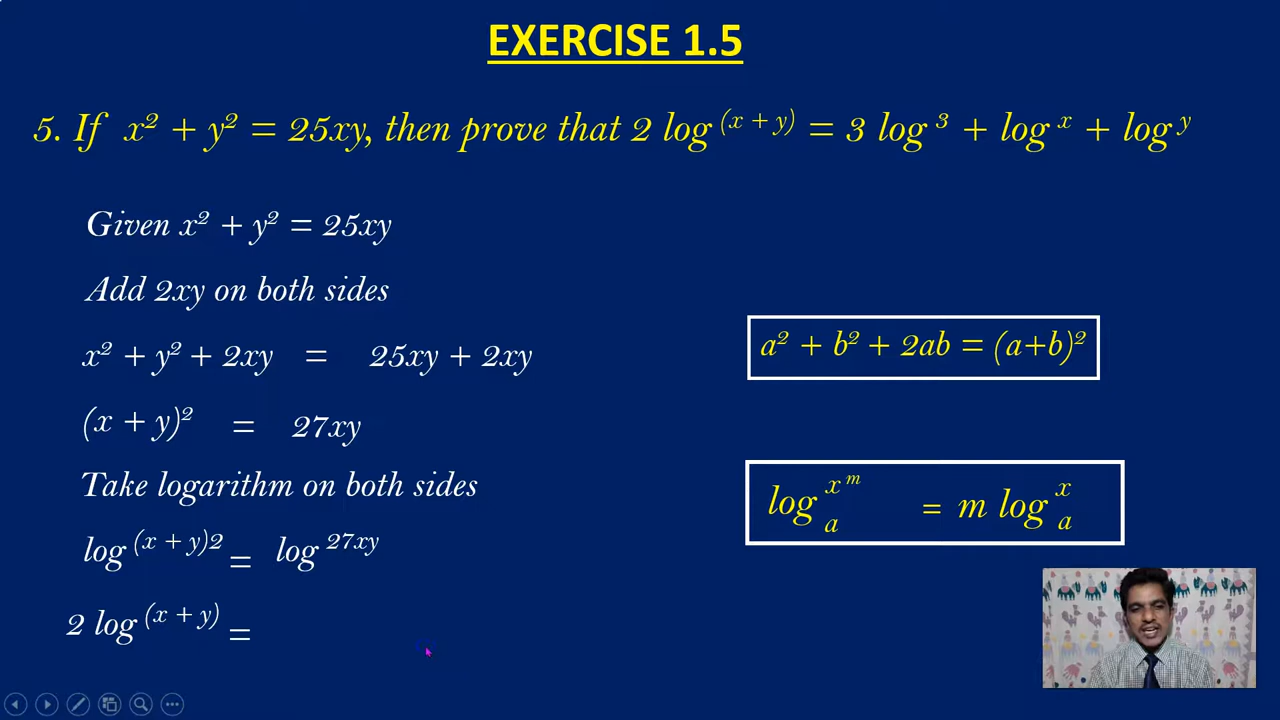 EXERCISE 1.5
5. If x² + y² = 25xy, then prove that 2 log ⁽ˣ ⁺ ʸ⁾ = 3 log ³ + log ˣ + log ʸ
Given x² + y² = 25xy
Add 2xy on both sides
x² + y² + 2xy = 25xy + 2xy
a² + b² + 2ab = (a+b)²
(x + y)² = 27xy
Take logarithm on both sides
log x m a = m log x a
log (x + y)2 = log 27xy
2 log (x + y) =